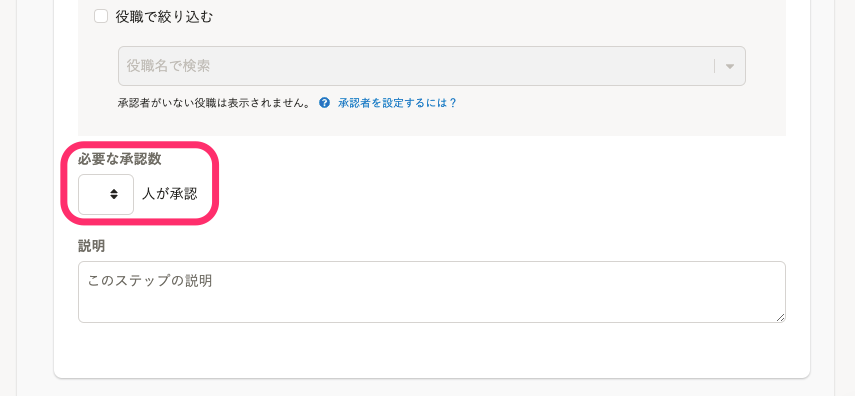 役職で絞り込む
役職名で検索
承認者がいない役職は表示されません。 ? 承認者を設定するには？
必要な承認数
人が承認
説明
このステップの説明